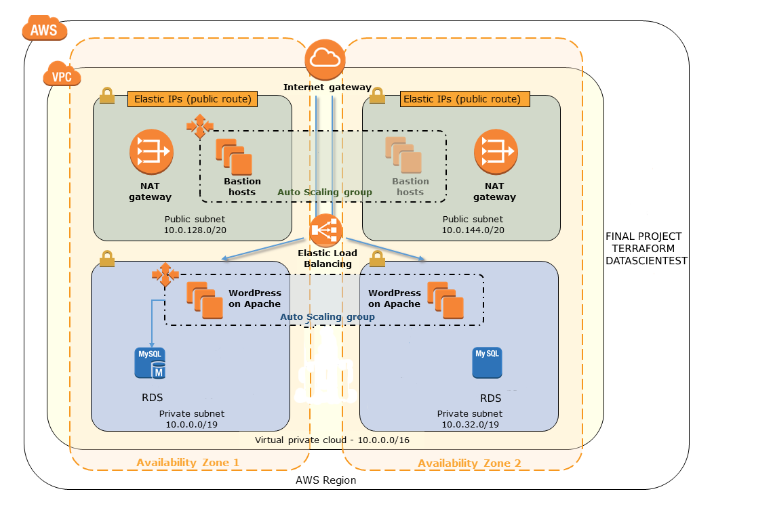 AWS
VPC
Internet gateway
Elastic IPs (public route)
Elastic IPs (public route)
NAT
gateway
Bastion
hosts
Bastion
hosts
NAT
gateway
Auto Scaling group
Public subnet
10.0.128.0/20
Public subnet
10.0.144.0/20
Elastic Load
Balancing
FINAL PROJECT
TERRAFORM
DATASCIENTEST
WordPress
on Apache
WordPress
on Apache
Auto Scaling group
MySQL
M
My SQL
RDS
RDS
Private subnet
10.0.0.0/19
Private subnet
10.0.32.0/19
Virtual private cloud - 10.0.0.0/16
Availability Zone 1
Availability Zone 2
AWS Region